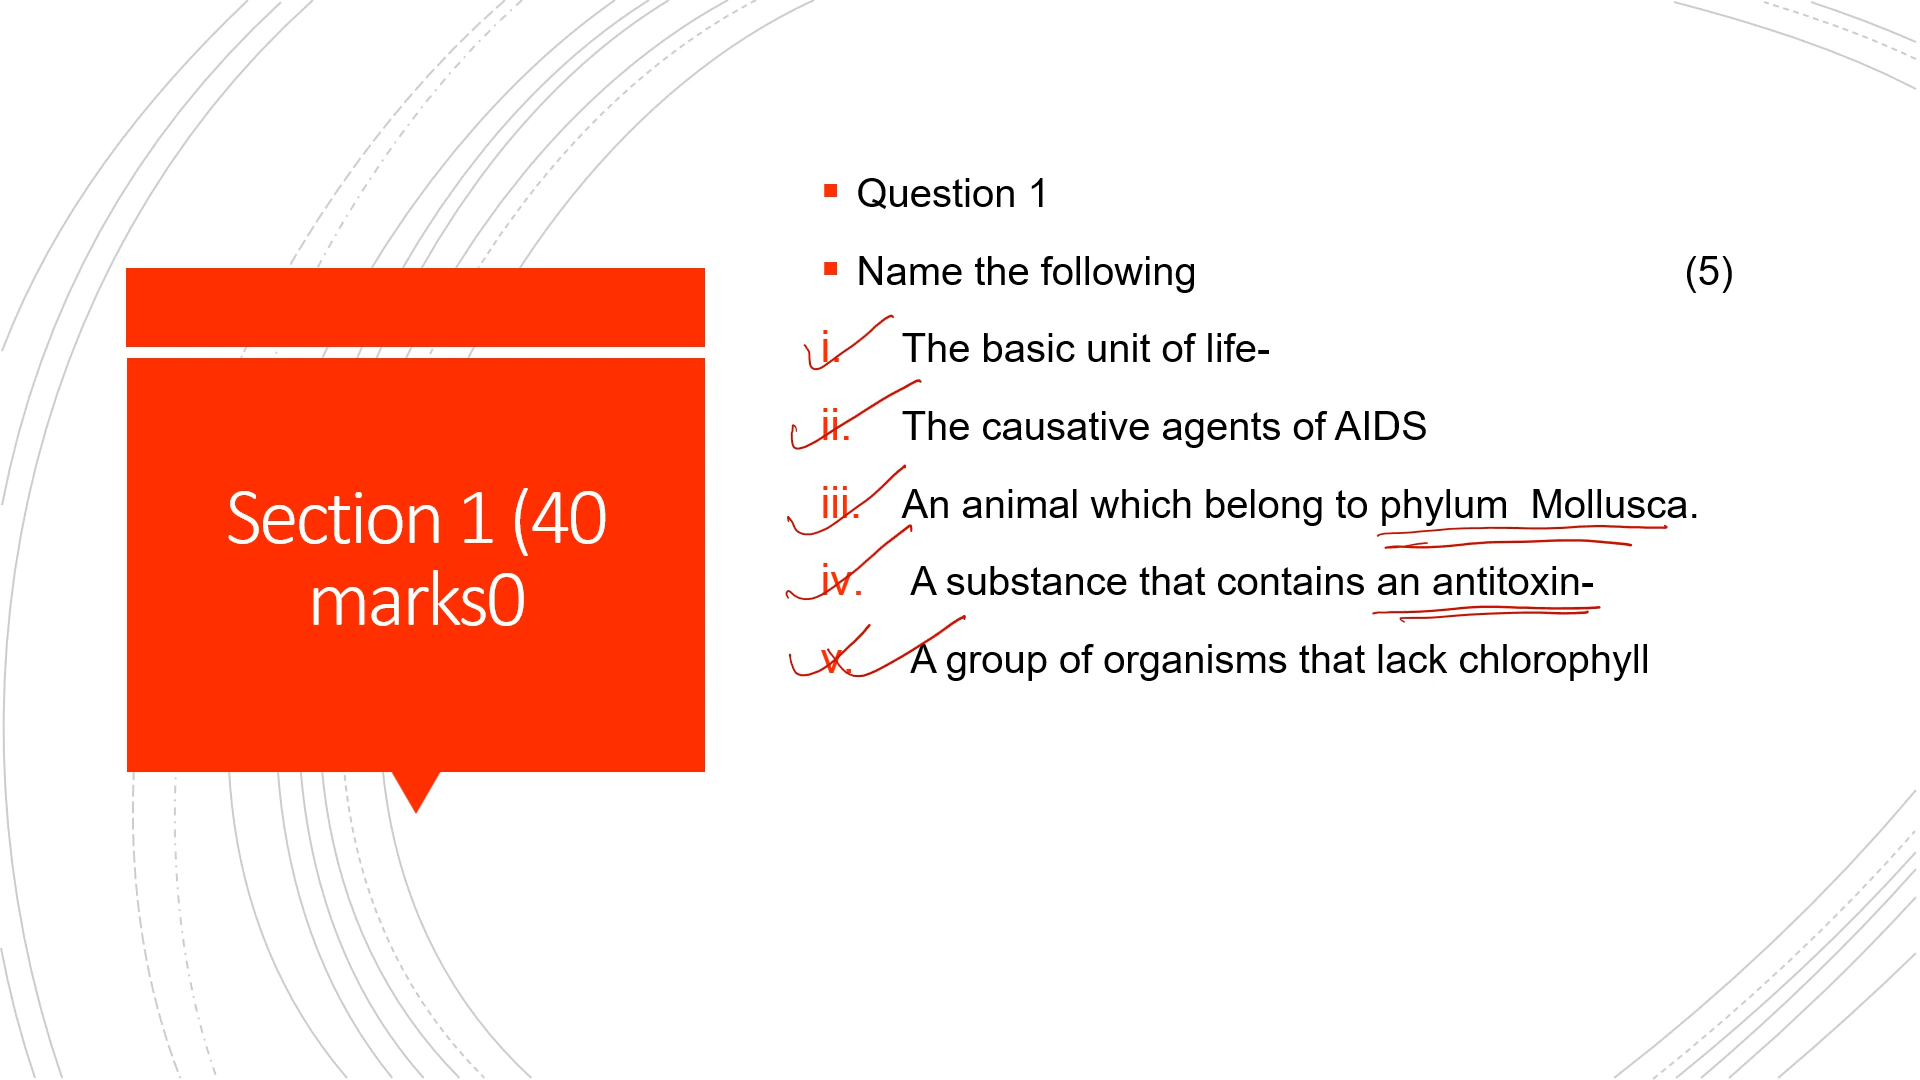 Section 1 (40
marks0
Question 1
Name the following (5)
i. The basic unit of life-
ii. The causative agents of AIDS
iii. An animal which belong to phylum Mollusca.
iv. A substance that contains an antitoxin-
v. A group of organisms that lack chlorophyll